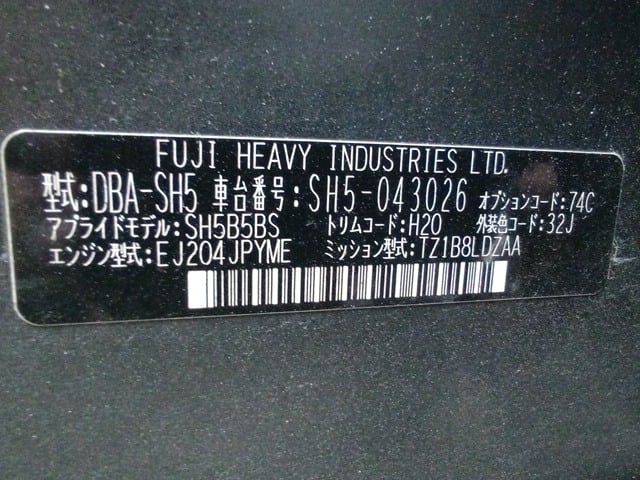 FUJI HEAVY INDUSTRIES LTD.
型式:DBA-SH5 車台番号:SH5-043026 オプションコード:74C
アプライドモデル:SH5B5BS トリムコード:H20 外装色コード:32J
エンジン型式:EJ204JPYME ミッション型式:TZ1B8LDZAA